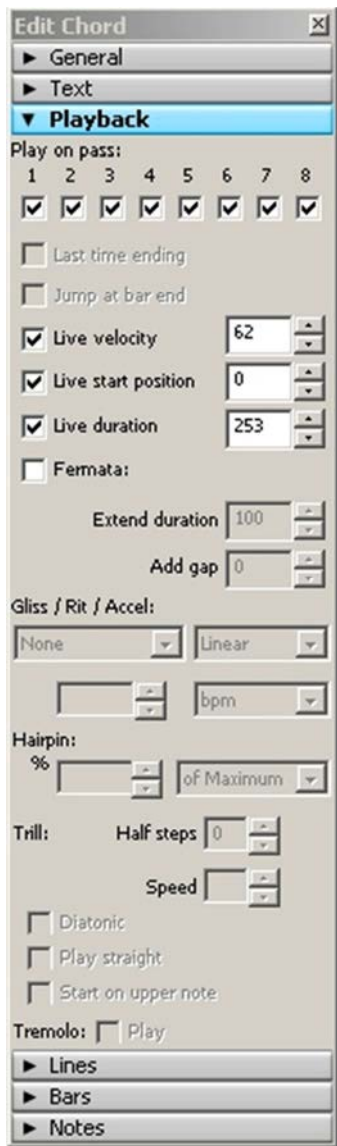 Edit Chord
General
Text
Playback
Play on pass:
1 2 3 4 5 6 7 8
Last time ending
Jump at bar end
Live velocity 62
Live start position 0
Live duration 253
Fermata:
Extend duration 100
Add gap 0
Gliss / Rit / Accel:
None Linear
bpm
Hairpin:
% of Maximum
Trill: Half steps 0
Speed
Diatonic
Play straight
Start on upper note
Tremolo: Play
Lines
Bars
Notes